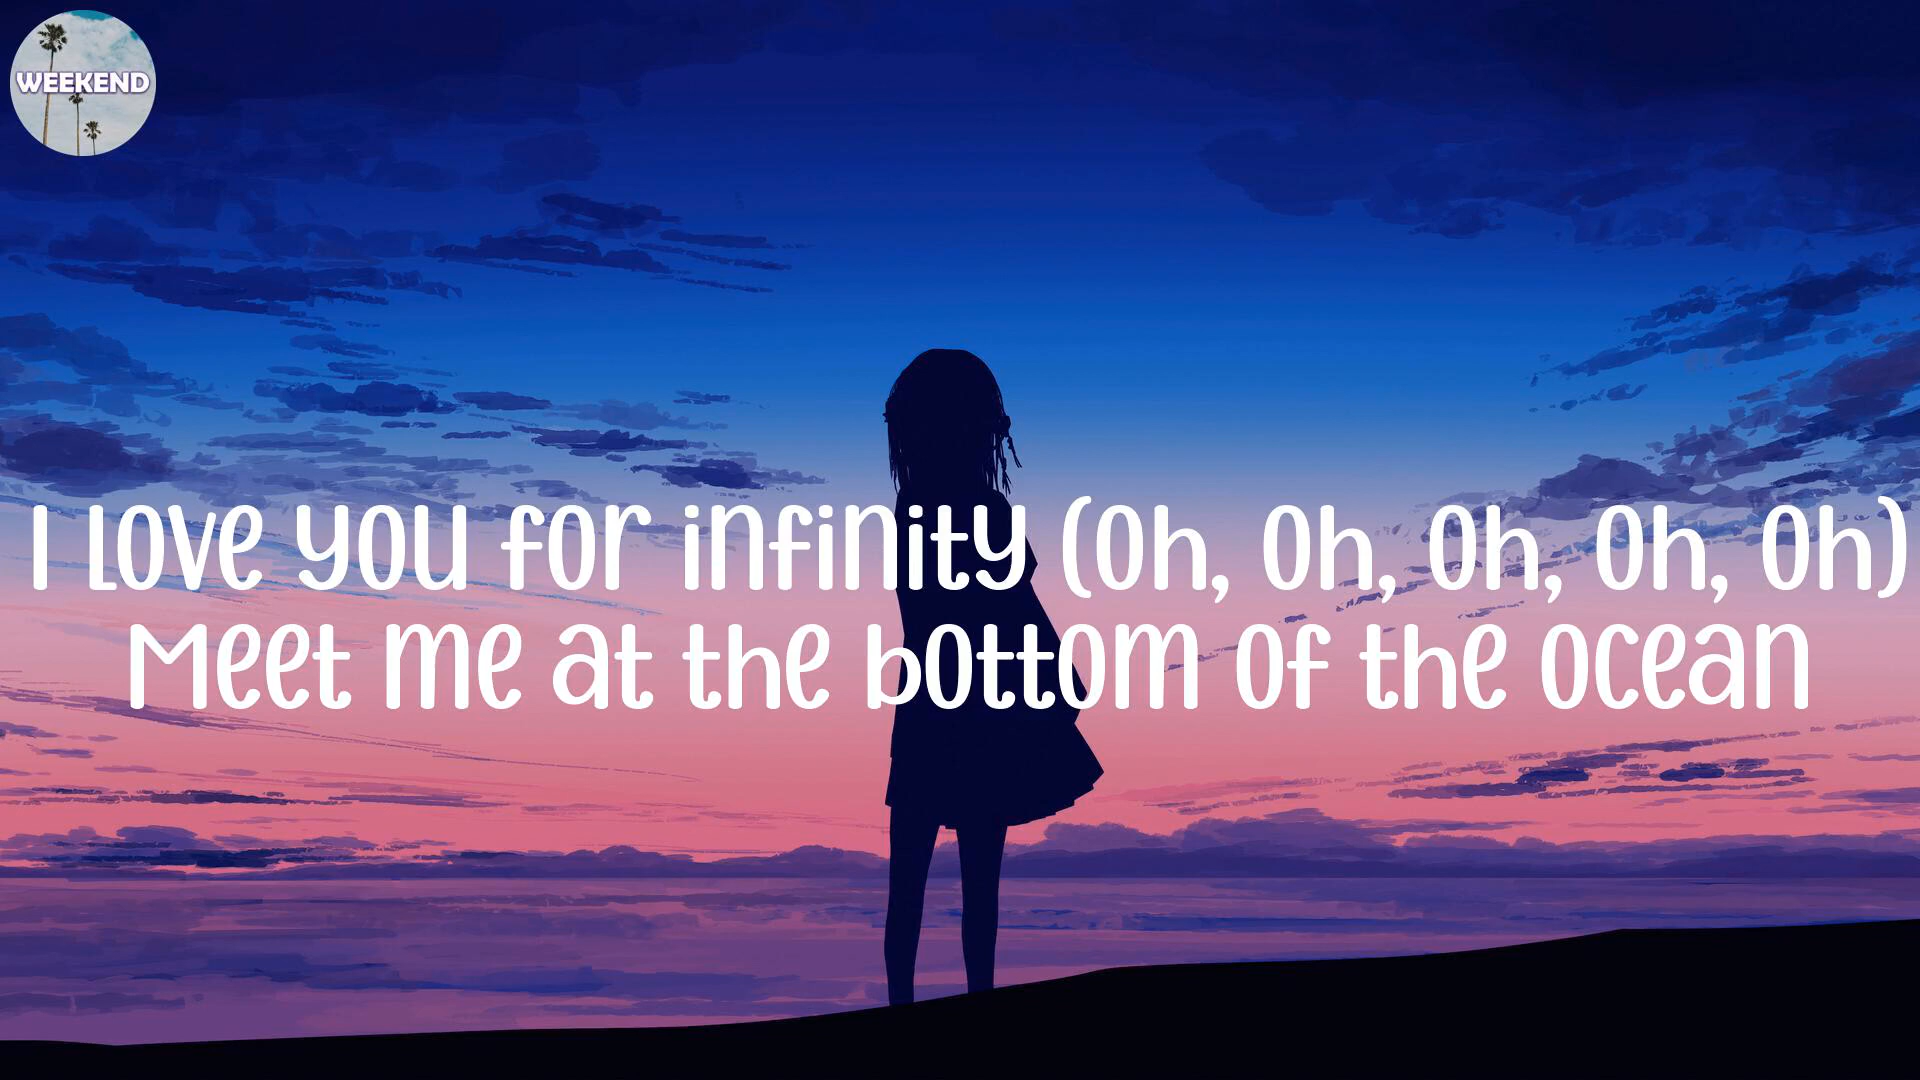 WEEKEND
I Love you for infinity (Oh, Oh, Oh, Oh, Oh)
Meet me at the bottom of the ocean